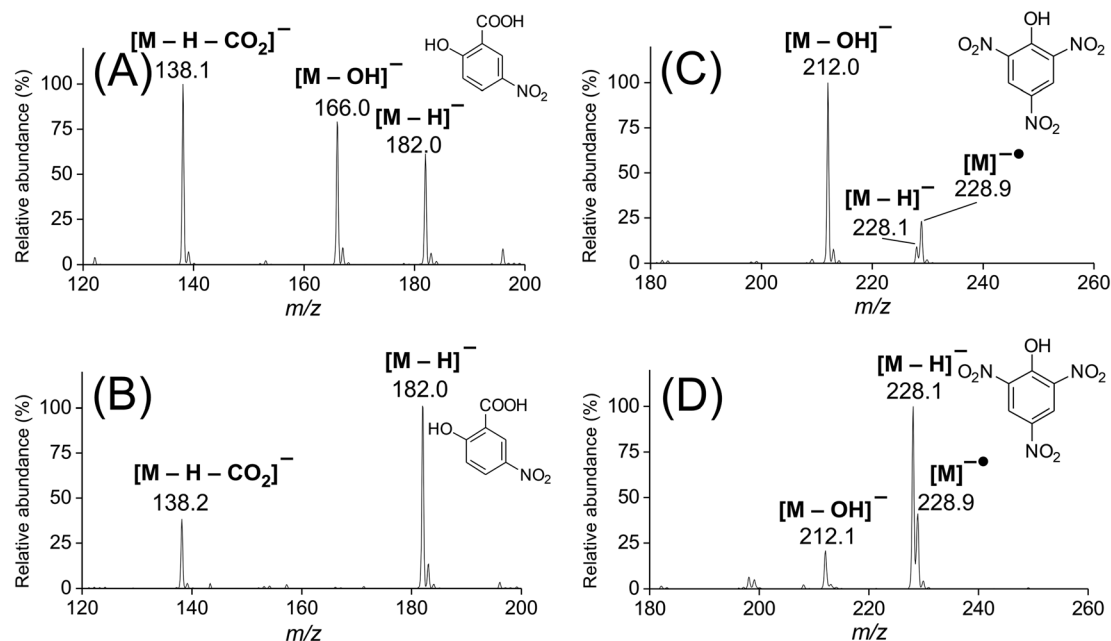 (A)
[M – H – CO₂]⁻
138.1
[M – OH]⁻
166.0
[M – H]⁻
182.0
COOH
HO
NO₂
Relative abundance (%)
100
75
50
25
0
120 140 160 180 200
m/z
(C)
[M – OH]⁻
212.0
[M – H]⁻
228.1
[M]⁻•
228.9
OH
O₂N NO₂
NO₂
Relative abundance (%)
100
75
50
25
0
180 200 220 240 260
m/z
(B)
[M – H – CO₂]⁻
138.2
[M – H]⁻
182.0
COOH
HO
NO₂
Relative abundance (%)
100
75
50
25
0
120 140 160 180 200
m/z
(D)
[M – OH]⁻
212.1
[M – H]⁻
228.1
[M]⁻•
228.9
OH
O₂N NO₂
NO₂
Relative abundance (%)
100
75
50
25
0
180 200 220 240 260
m/z